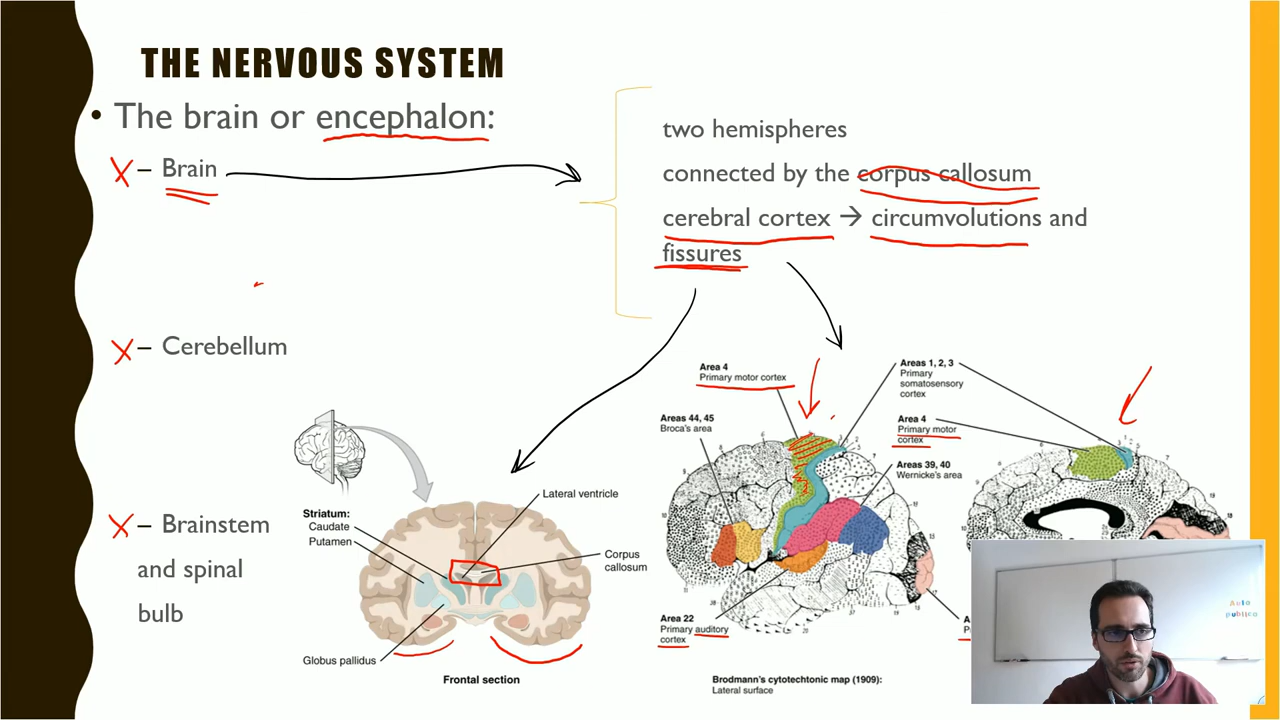 THE NERVOUS SYSTEM
• The brain or encephalon:
– Brain
two hemispheres
connected by the corpus callosum
cerebral cortex → circumvolutions and
fissures
– Cerebellum
– Brainstem
and spinal
bulb
Striatum:
Caudate
Putamen
Globus pallidus
Lateral ventricle
Corpus
callosum
Frontal section
Area 4
Primary motor cortex
Areas 44, 45
Broca's area
Areas 1, 2, 3
Primary
somatosensory
cortex
Area 4
Primary motor
cortex
Areas 39, 40
Wernicke's area
Area 22
Primary auditory
cortex
Brodmann's cytotechtonic map (1909):
Lateral surface
Aula
publica